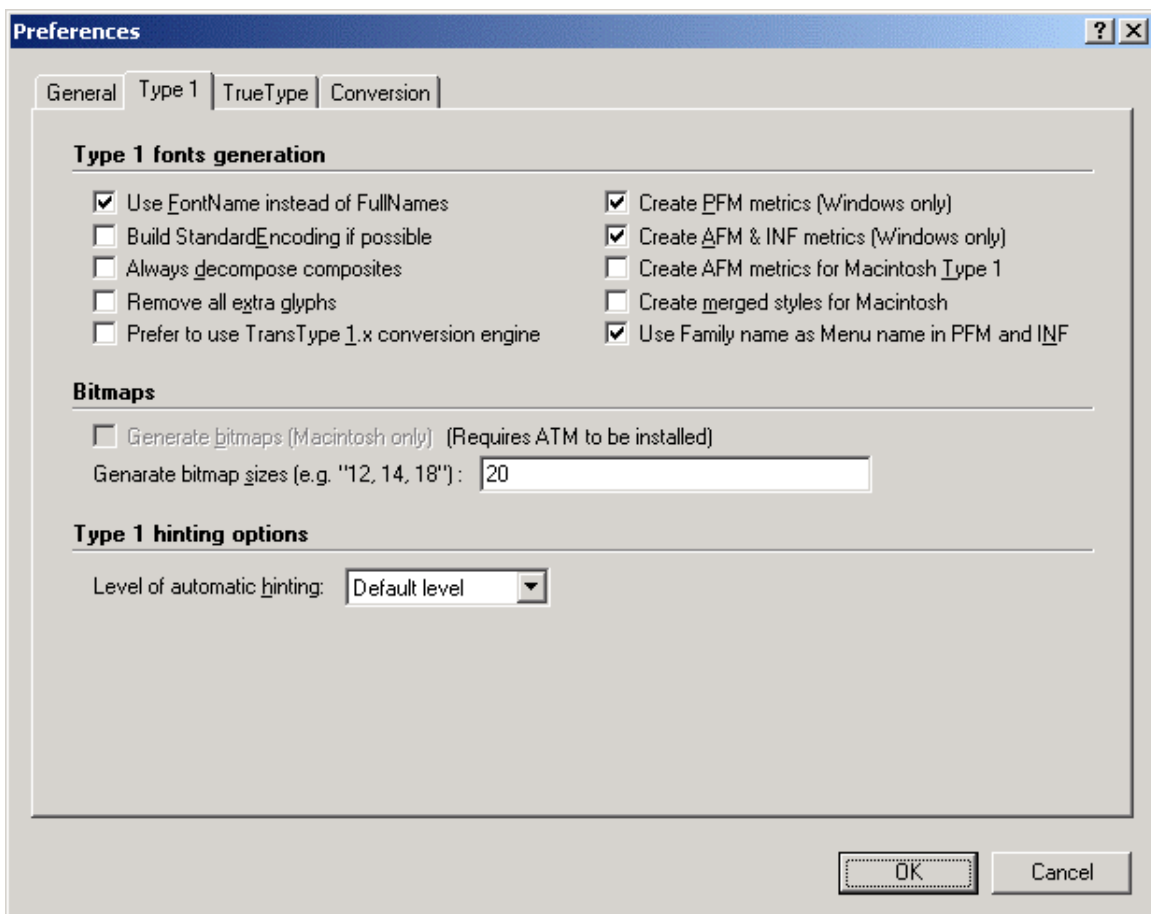 Preferences
General Type 1 TrueType Conversion
Type 1 fonts generation
Use FontName instead of FullNames
Build StandardEncoding if possible
Always decompose composites
Remove all extra glyphs
Prefer to use TransType 1.x conversion engine
Create PFM metrics (Windows only)
Create AFM & INF metrics (Windows only)
Create AFM metrics for Macintosh Type 1
Create merged styles for Macintosh
Use Family name as Menu name in PFM and INF
Bitmaps
Generate bitmaps (Macintosh only) (Requires ATM to be installed)
Genarate bitmap sizes (e.g. "12, 14, 18") : 20
Type 1 hinting options
Level of automatic hinting: Default level
OK Cancel